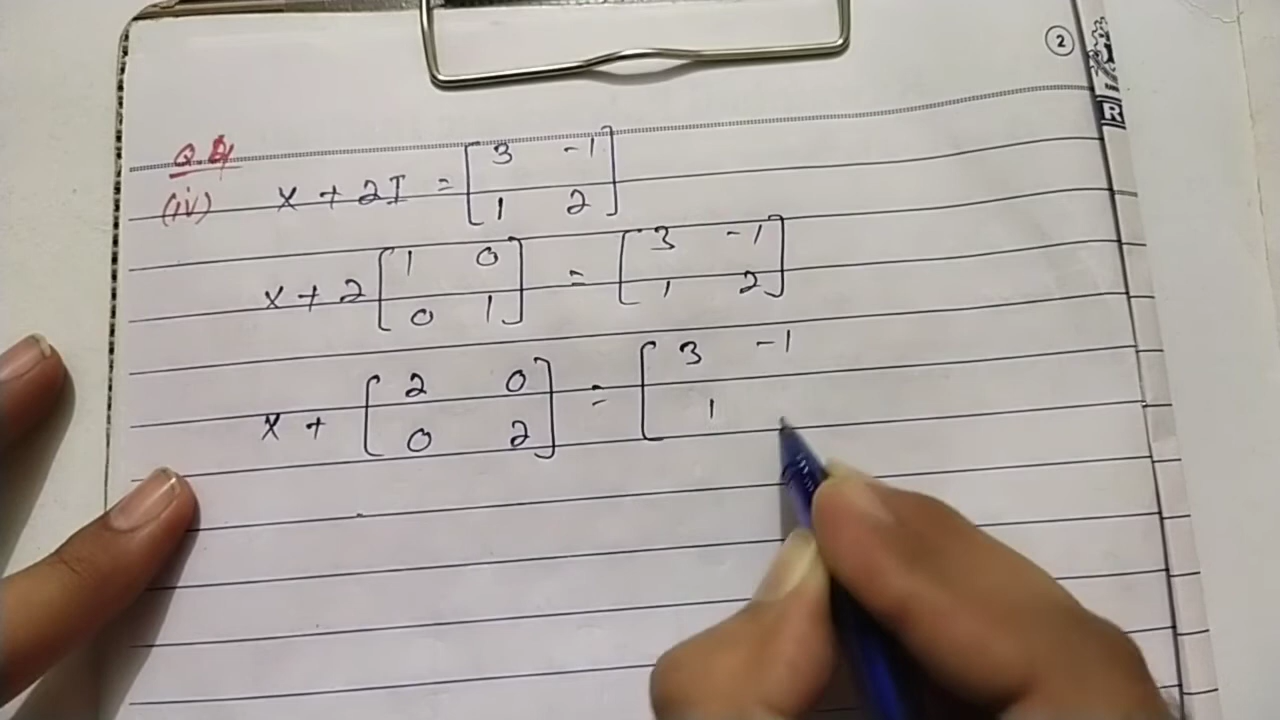 2
R
Q.4
(iv) x + 2I = [3 -1
1 2]
x + 2 [1 0
0 1] = [3 -1
1 2]
x + [2 0
0 2] = [3 -1
1